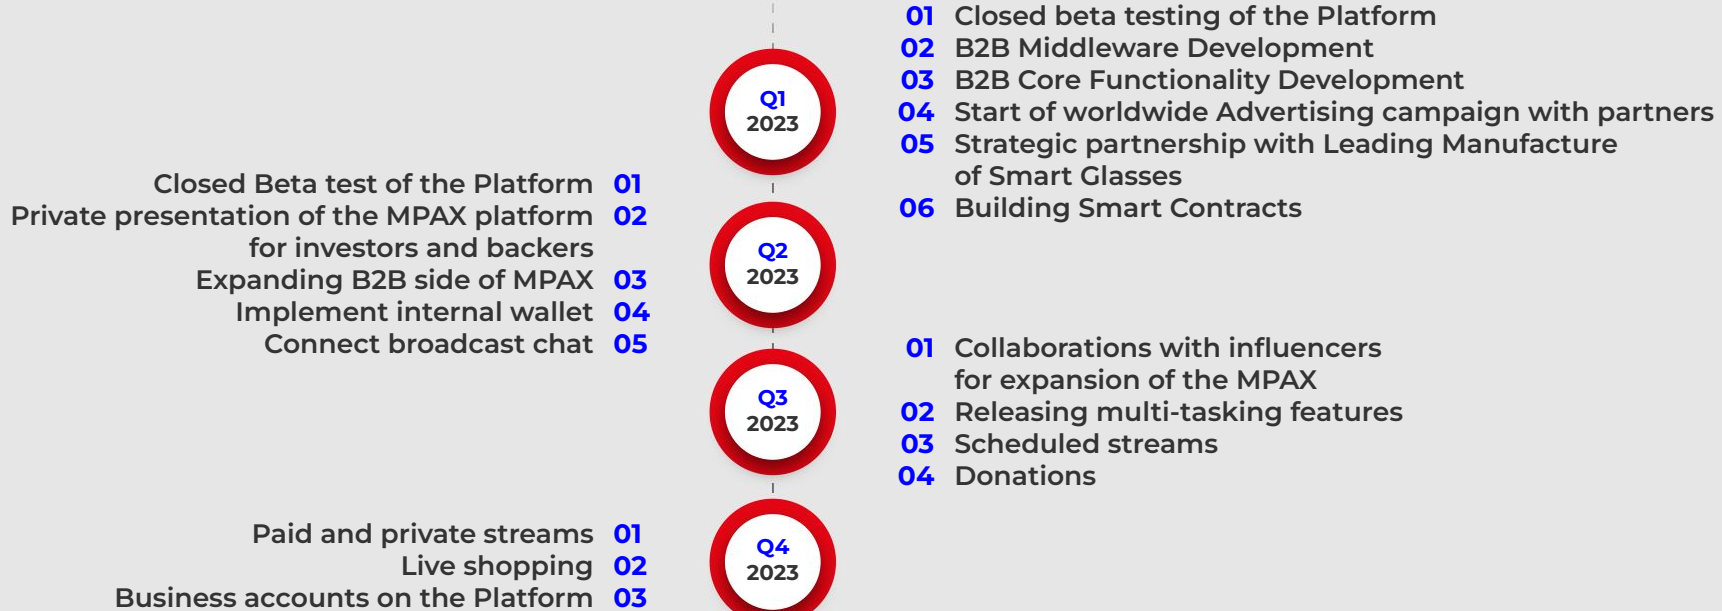 Q1
2023
01 Closed beta testing of the Platform
02 B2B Middleware Development
03 B2B Core Functionality Development
04 Start of worldwide Advertising campaign with partners
05 Strategic partnership with Leading Manufacture
of Smart Glasses
06 Building Smart Contracts
Q2
2023
Closed Beta test of the Platform 01
Private presentation of the MPAX platform 02
for investors and backers
Expanding B2B side of MPAX 03
Implement internal wallet 04
Connect broadcast chat 05
Q3
2023
01 Collaborations with influencers
for expansion of the MPAX
02 Releasing multi-tasking features
03 Scheduled streams
04 Donations
Q4
2023
Paid and private streams 01
Live shopping 02
Business accounts on the Platform 03